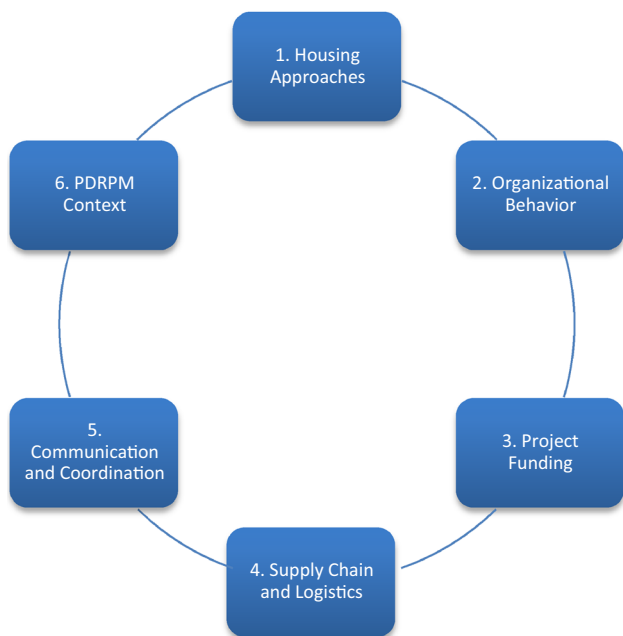 1. Housing
Approaches
2. Organizational
Behavior
3. Project
Funding
4. Supply Chain
and Logistics
5.
Communication
and Coordination
6. PDRPM
Context